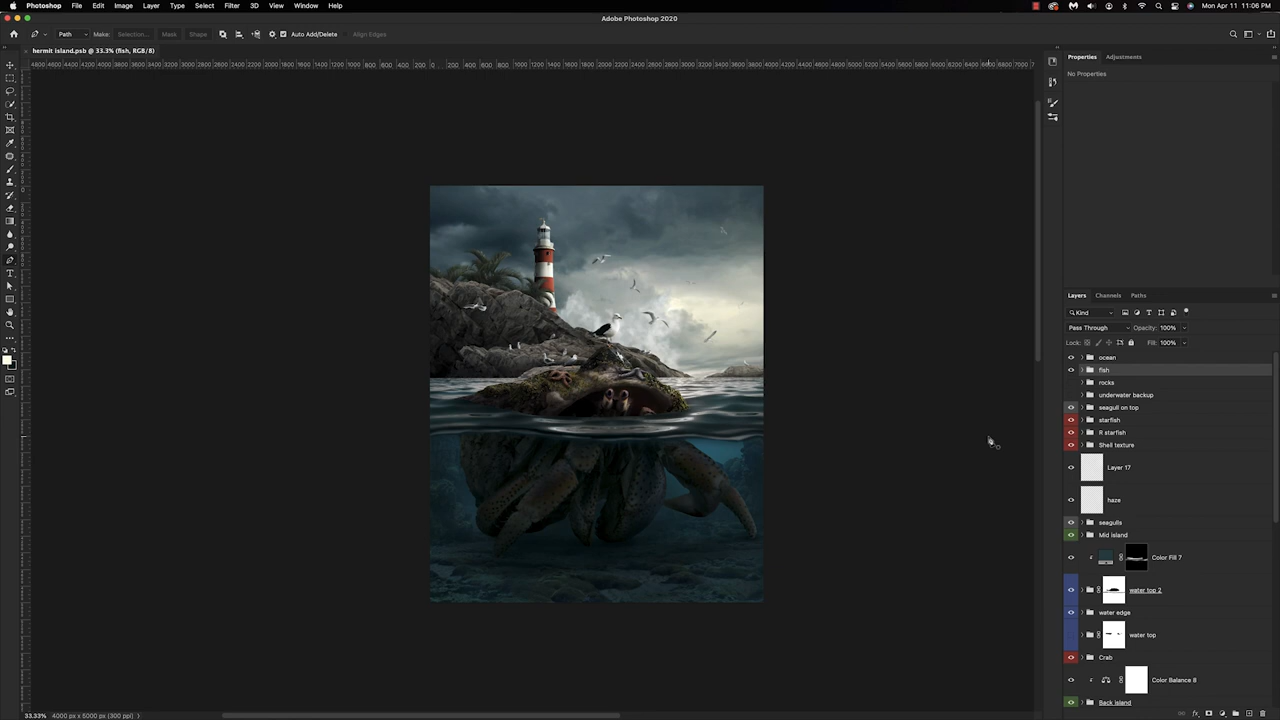 Photoshop File Edit Image Layer Type Select Filter 3D View Window Help Mon Apr 11 11:06 PM
Adobe Photoshop 2020
Path Make: Selection... Mask Shape Auto Add/Delete Align Edges
hermit island.psb @ 33.3% (fish, RGB/8)
Properties Adjustments
No Properties
Layers Channels Paths
Kind
Pass Through Opacity: 100%
Lock: Fill: 100%
ocean
fish
rocks
underwater backup
seagull on top
starfish
R starfish
Shell texture
Layer 17
haze
seagulls
Mid island
Color Fill 7
water top 2
water edge
water top
Crab
Color Balance 8
Back island
33.33% 4000 px x 5000 px (300 ppi)